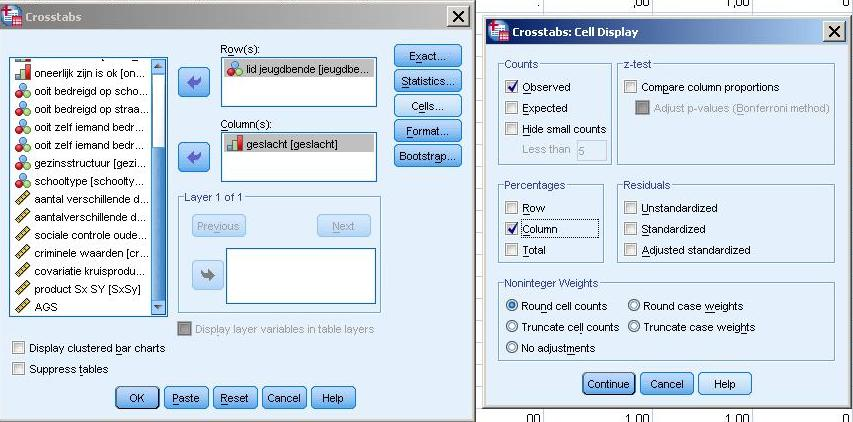 ,00
1,00
1,00
0
Crosstabs
oneerlijk zijn is ok [on...
ooit bedreigd op scho...
ooit bedreigd op straa...
ooit zelf iemand bedr...
ooit zelf iemand bedr...
gezinsstructuur [gezi...
schooltype [schoolty...
aantal verschillende d...
aantalverschillende d...
sociale controle oude...
criminele waarden [cr...
covariatie kruisprodu...
product Sx SY [SxSy]
AGS
Row(s):
lid jeugdbende [jeugdbe...
Column(s):
geslacht [geslacht]
Layer 1 of 1
Previous
Next
Display layer variables in table layers
Exact...
Statistics...
Cells...
Format...
Bootstrap...
Display clustered bar charts
Suppress tables
OK
Paste
Reset
Cancel
Help
Crosstabs: Cell Display
Counts
Observed
Expected
Hide small counts
Less than 5
z-test
Compare column proportions
Adjust p-values (Bonferroni method)
Percentages
Row
Column
Total
Residuals
Unstandardized
Standardized
Adjusted standardized
Noninteger Weights
Round cell counts
Round case weights
Truncate cell counts
Truncate case weights
No adjustments
Continue
Cancel
Help
1,00
1,00
0